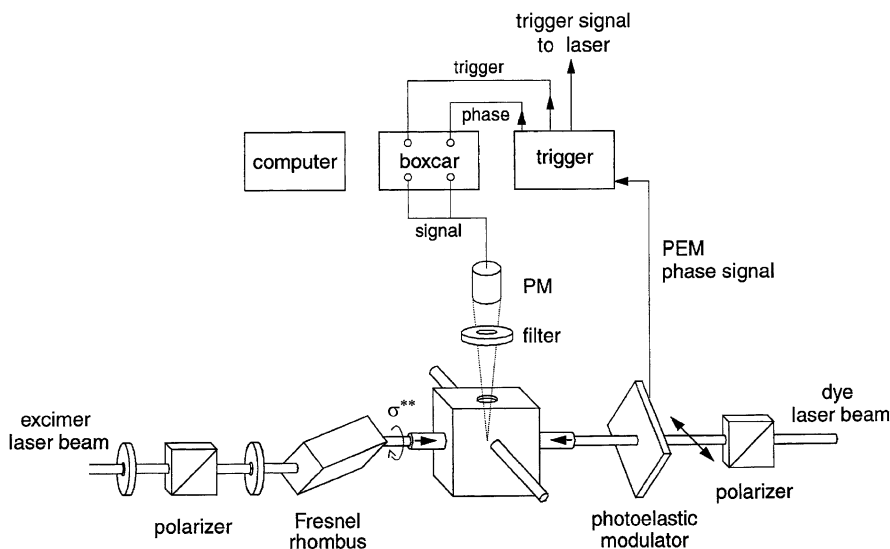 trigger signal
to laser
trigger
phase
computer
boxcar
trigger
signal
PEM
phase signal
PM
filter
σ**
excimer
laser beam
dye
laser beam
polarizer
Fresnel
rhombus
photoelastic
modulator
polarizer